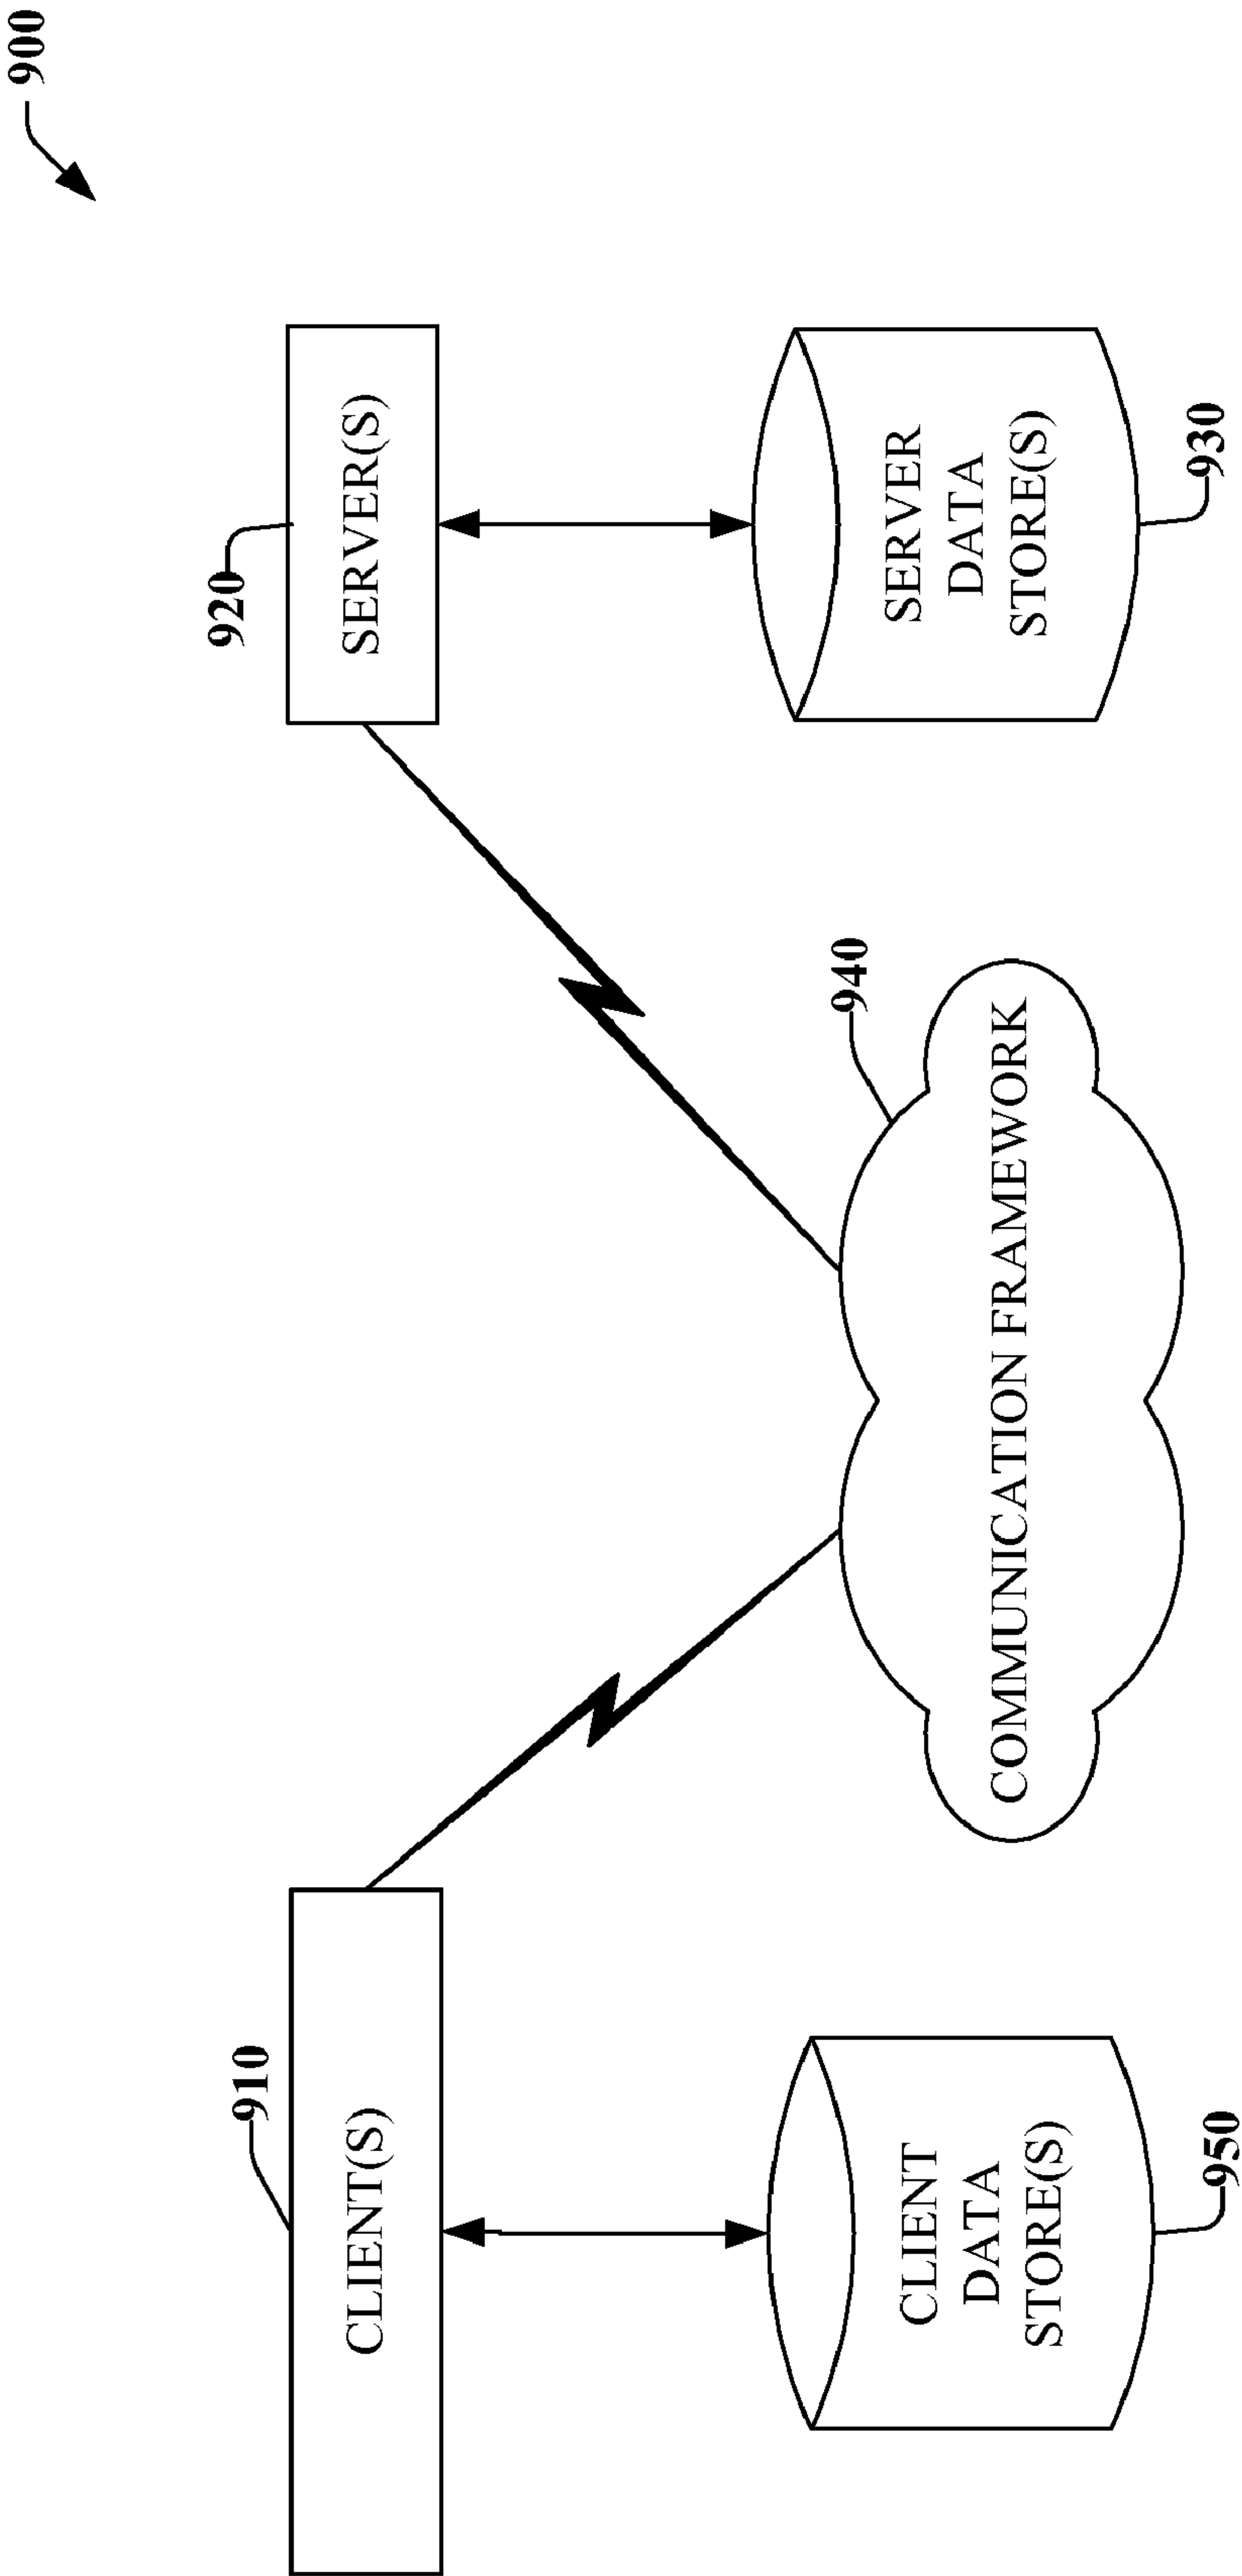 900
910
920
CLIENT(S)
SERVER(S)
940
CLIENT
DATA
STORE(S)
COMMUNICATION FRAMEWORK
SERVER
DATA
STORE(S)
950
930